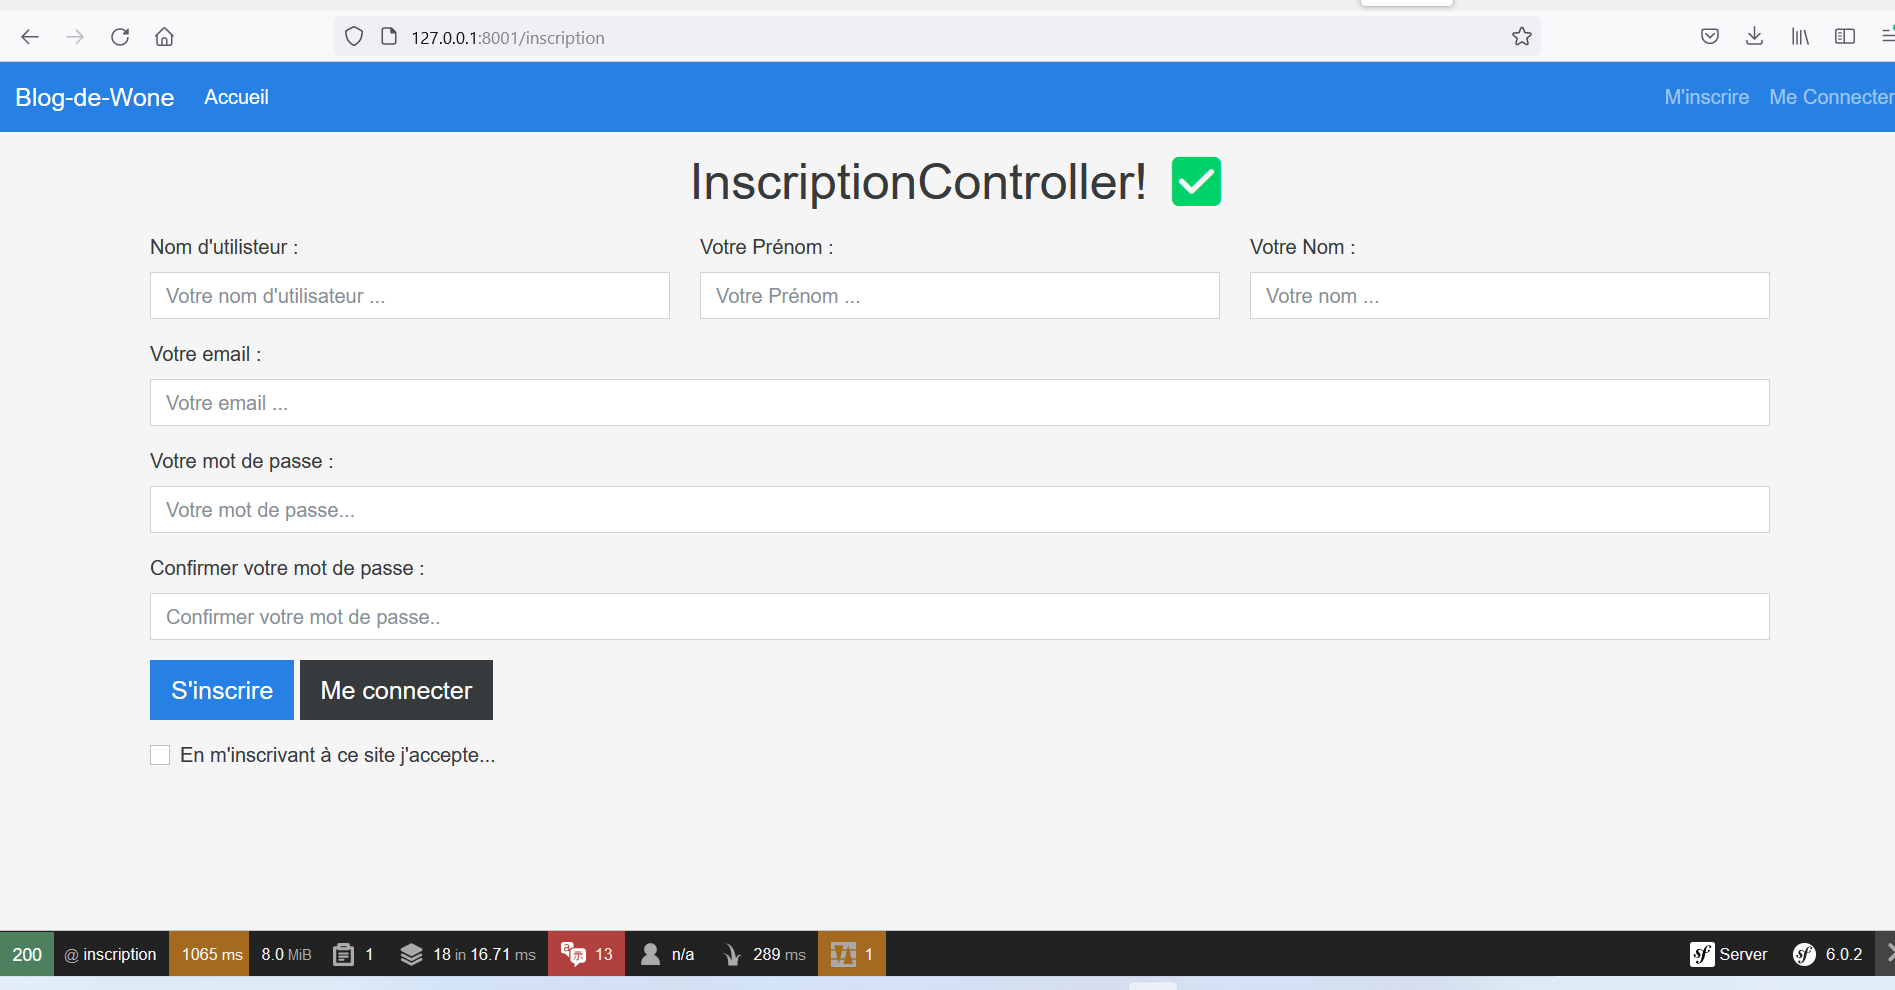 127.0.0.1:8001/inscription
Blog-de-Wone Accueil M'inscrire Me Connecter
InscriptionController! ✅
Nom d'utilisteur : Votre Prénom : Votre Nom :
Votre nom d'utilisateur ... Votre Prénom ... Votre nom ...
Votre email :
Votre email ...
Votre mot de passe :
Votre mot de passe...
Confirmer votre mot de passe :
Confirmer votre mot de passe..
S'inscrire Me connecter
En m'inscrivant à ce site j'accepte...
200 @ inscription 1065 ms 8.0 MiB 1 18 in 16.71 ms 13 n/a 289 ms 1 sf Server sf 6.0.2